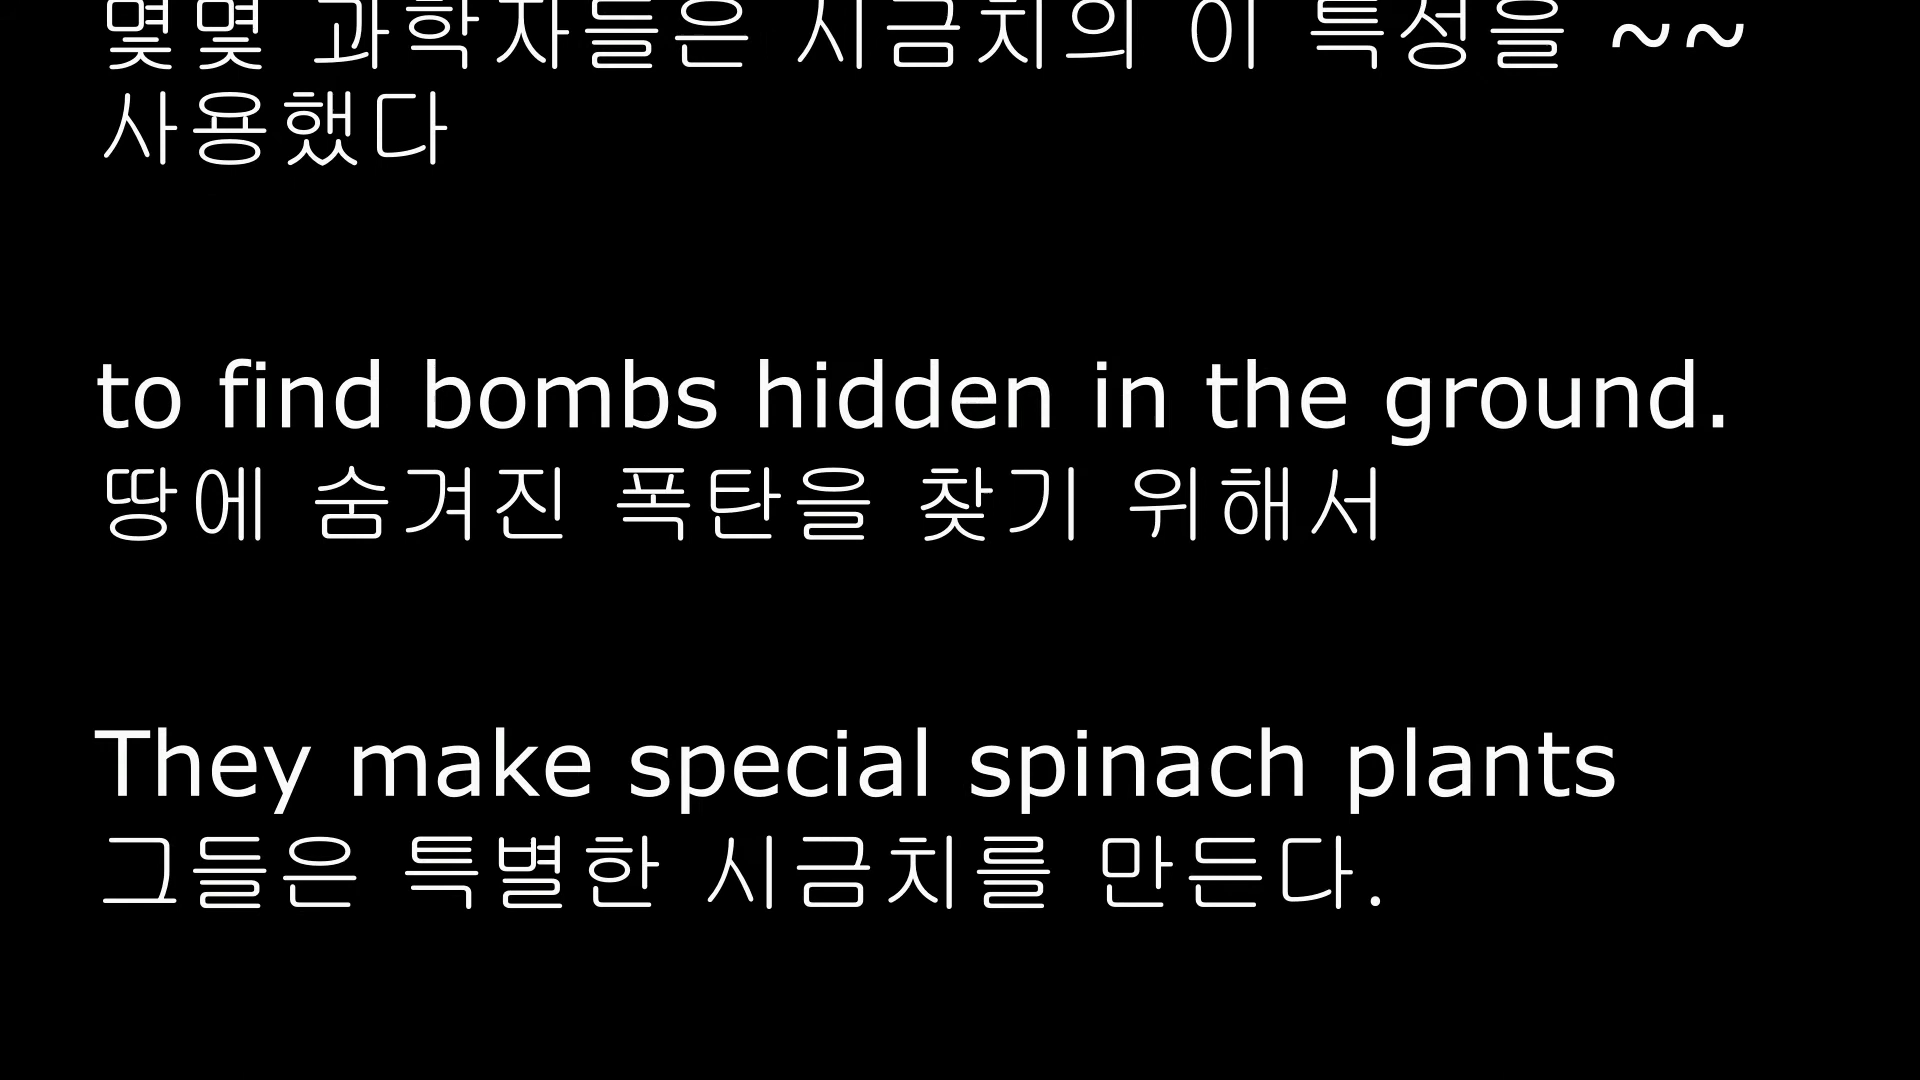 몇몇 과학자들은 시금치의 이 특성을 ~~
사용했다
to find bombs hidden in the ground.
땅에 숨겨진 폭탄을 찾기 위해서
They make special spinach plants
그들은 특별한 시금치를 만든다.